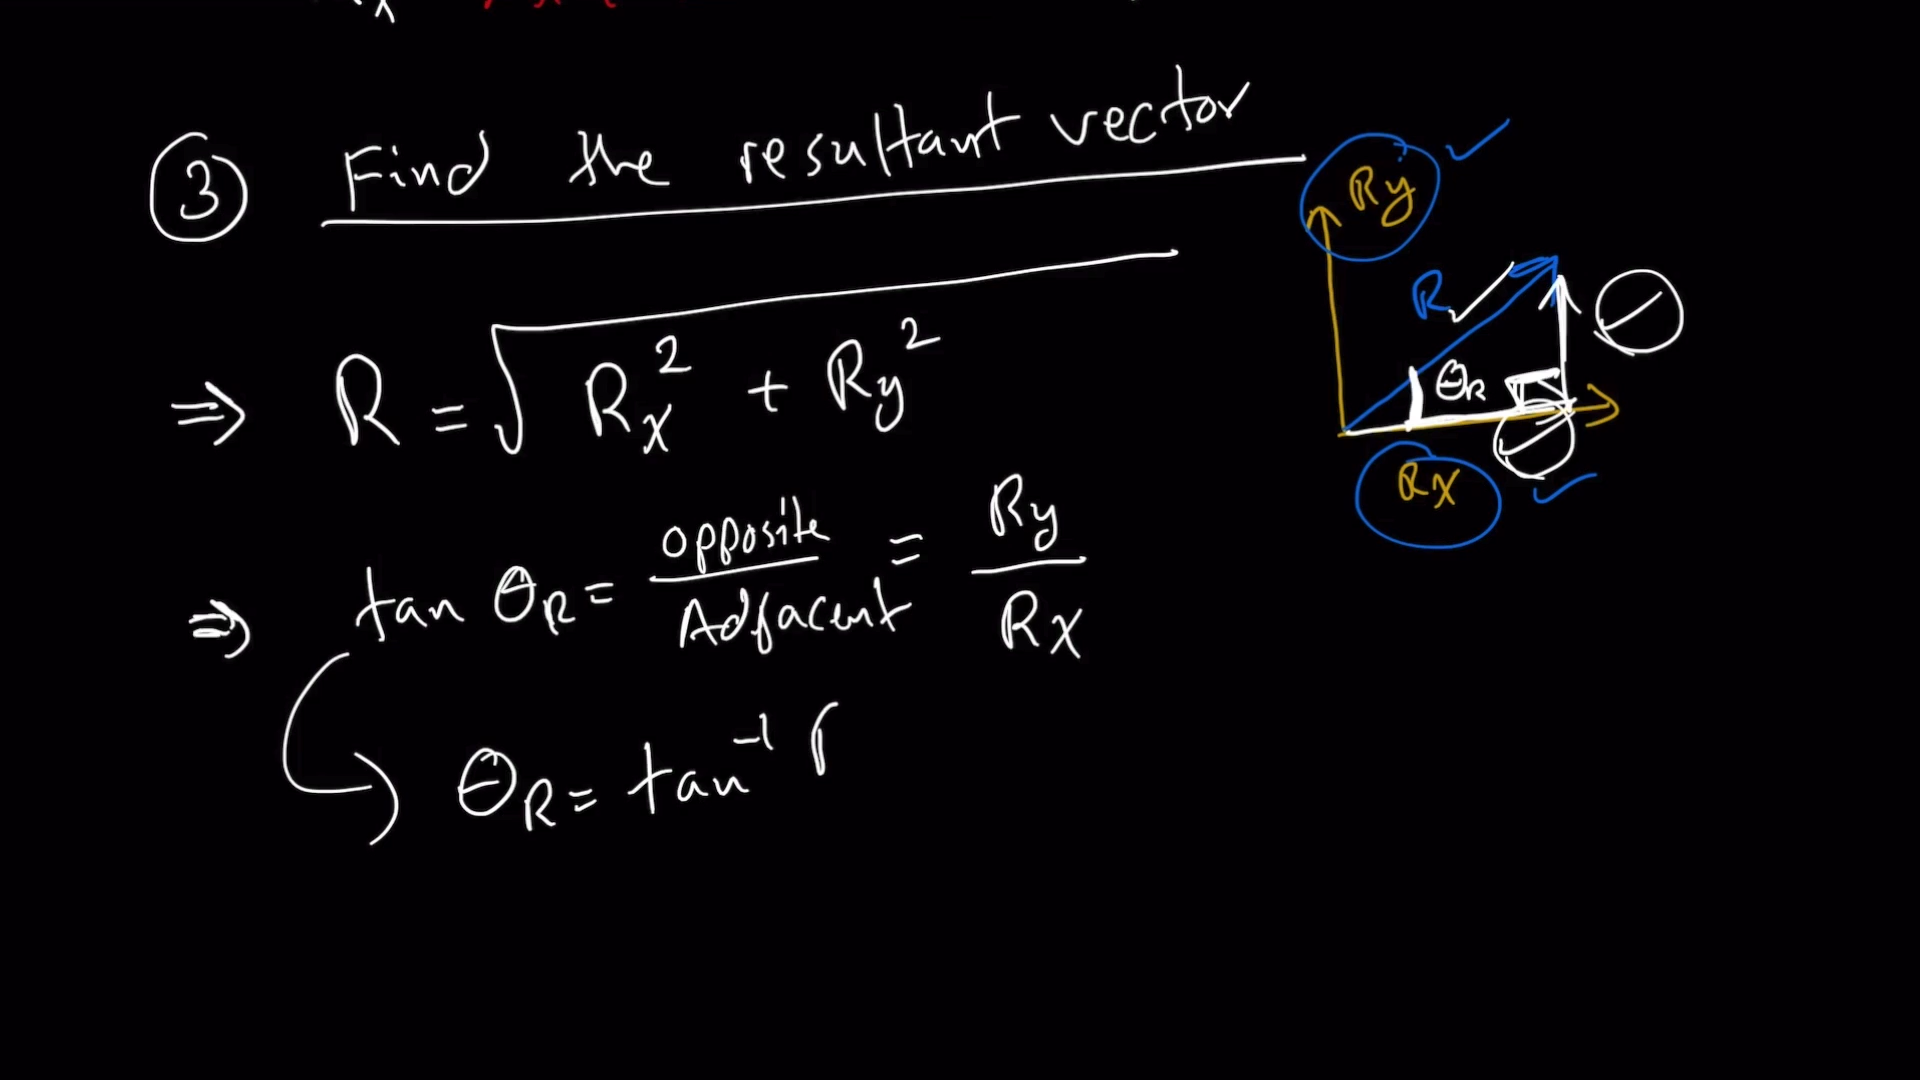 ③ Find the resultant vector
Ry
R
⇒ R = √(Rx² + Ry²)
θR
Rx
⇒ tan θR = opposite / Adjacent = Ry / Rx
θR = tan⁻¹ (